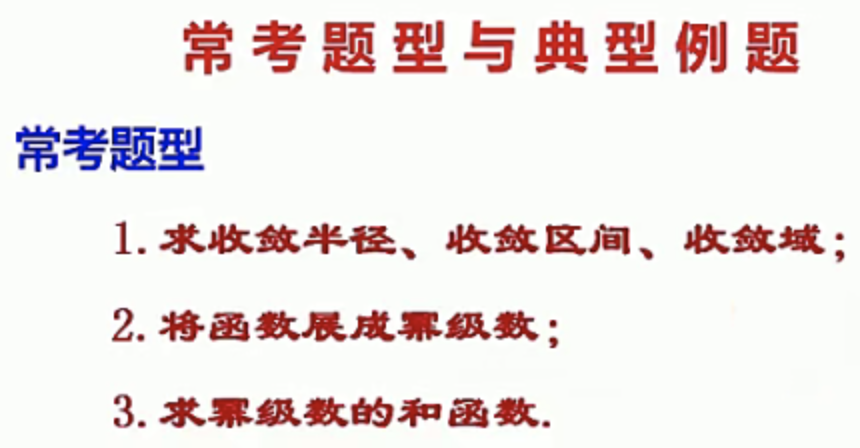 常考题型与典型例题
常考题型
1.求收敛半径、收敛区间、收敛域;
2.将函数展成幂级数;
3.求幂级数的和函数.